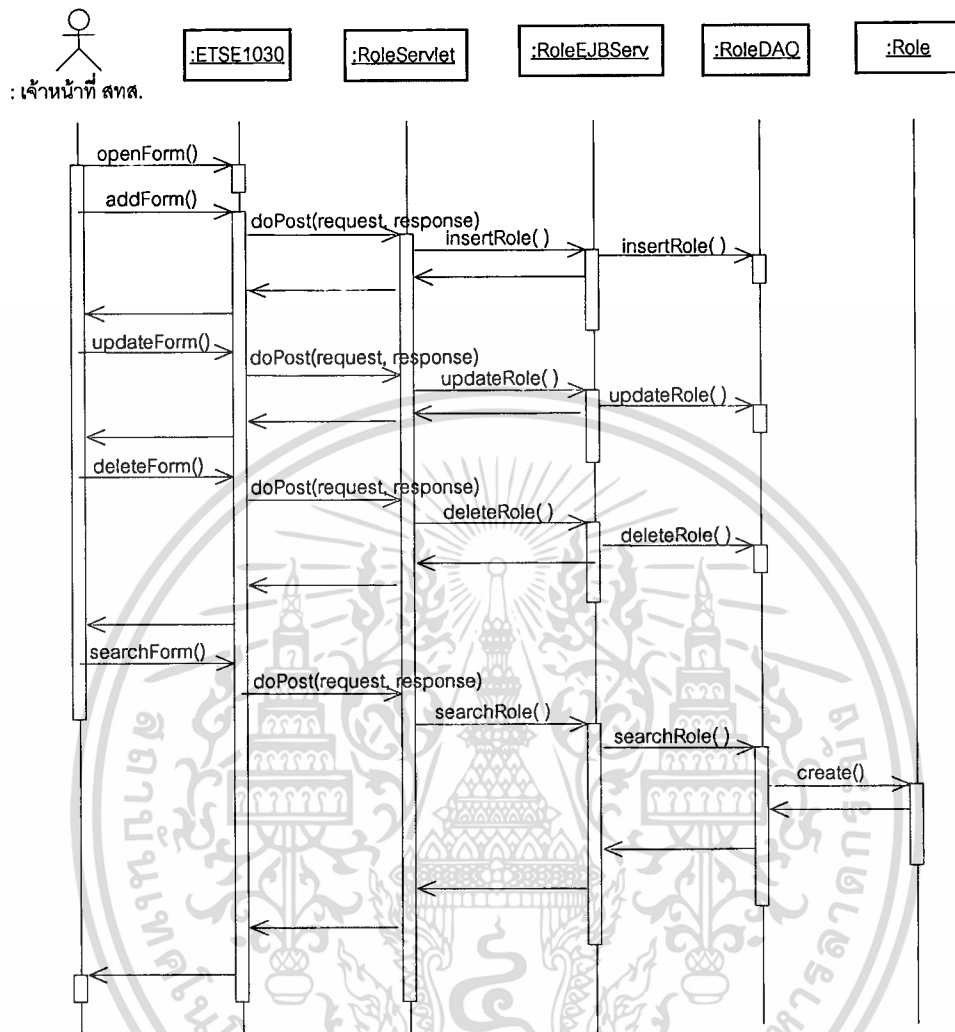 :ETSE1030
:RoleServlet
:RoleEJBServ
:RoleDAO
:Role
: เจ้าหน้าที่ สทส.
openForm()
addForm()
doPost(request, response)
insertRole( )
insertRole( )
updateForm()
doPost(request, response)
updateRole( )
updateRole( )
deleteForm()
doPost(request, response)
deleteRole( )
deleteRole( )
searchForm()
doPost(request, response)
searchRole( )
searchRole( )
create()